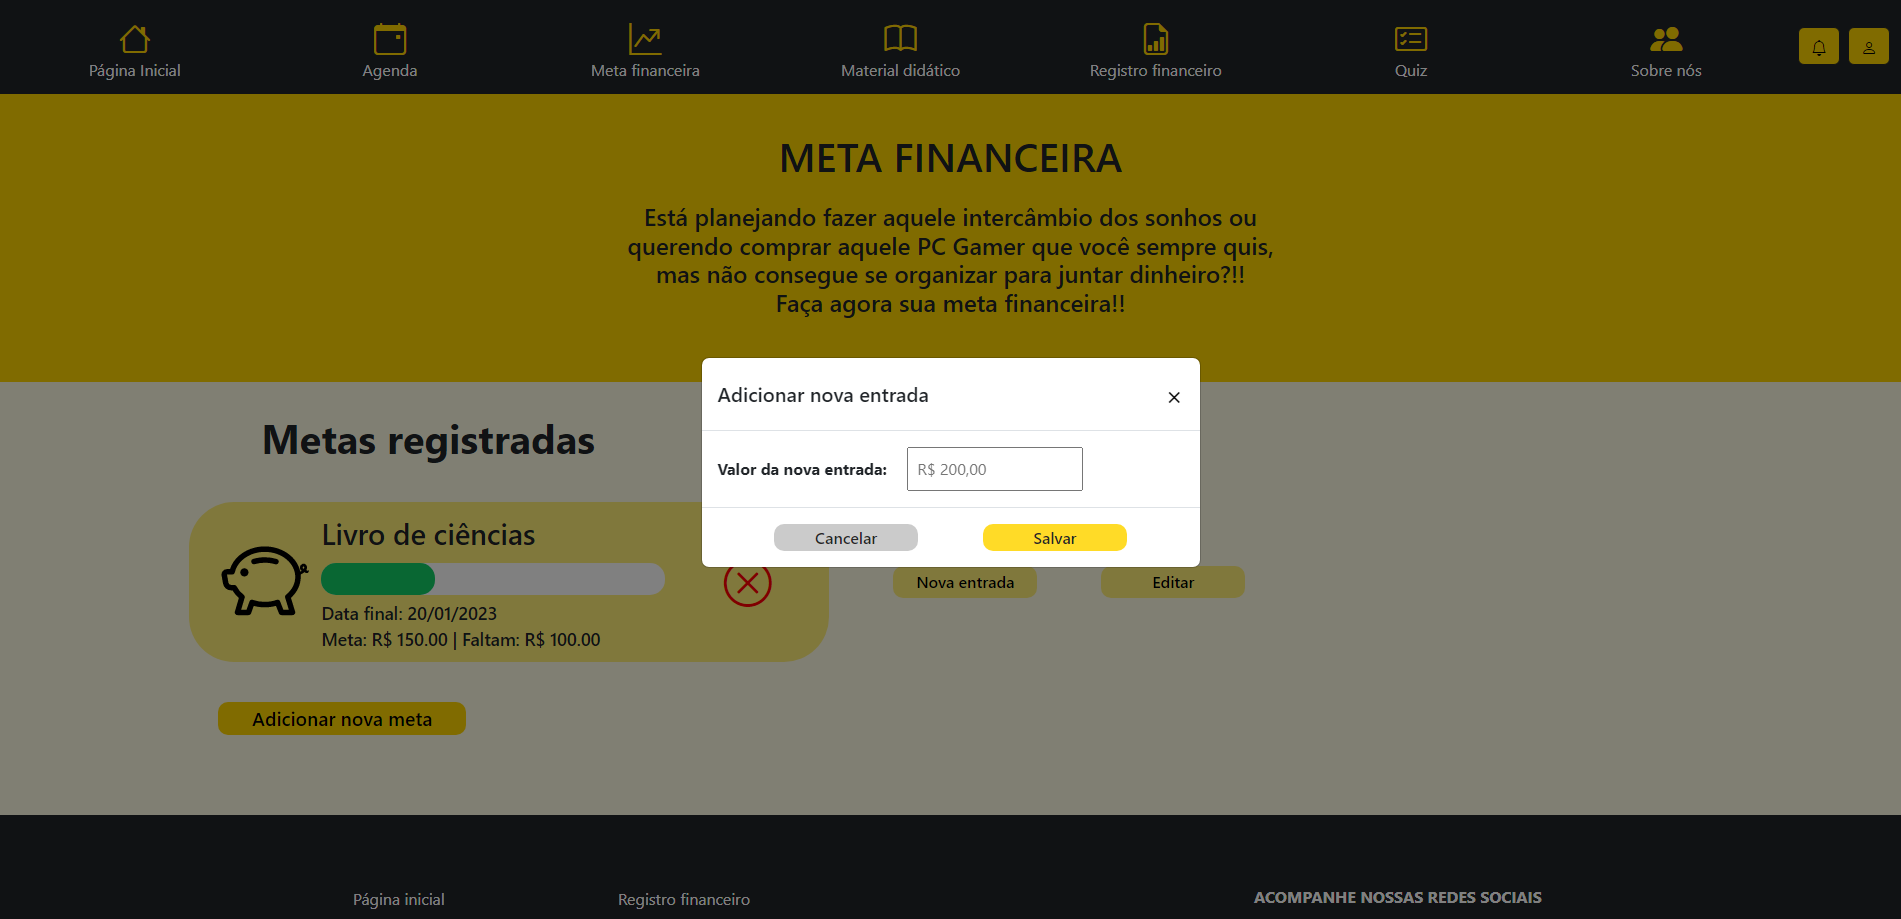 Página Inicial
Agenda
Meta financeira
Material didático
Registro financeiro
Quiz
Sobre nós
META FINANCEIRA
Está planejando fazer aquele intercâmbio dos sonhos ou
querendo comprar aquele PC Gamer que você sempre quis,
mas não consegue se organizar para juntar dinheiro?!!
Faça agora sua meta financeira!!
Adicionar nova entrada
Valor da nova entrada:
R$ 200,00
Cancelar
Salvar
Metas registradas
Livro de ciências
Data final: 20/01/2023
Meta: R$ 150.00 | Faltam: R$ 100.00
Nova entrada
Editar
Adicionar nova meta
Página inicial
Registro financeiro
ACOMPANHE NOSSAS REDES SOCIAIS